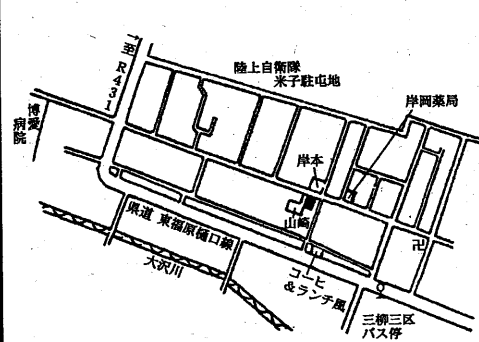 →至
R431
陸上自衛隊
米子駐屯地
岸岡薬局
博愛
病院
岸本
山崎
県道 東福原樋口線
大沢川
コーヒ
&ランチ風
卍
三柳三区
バス停